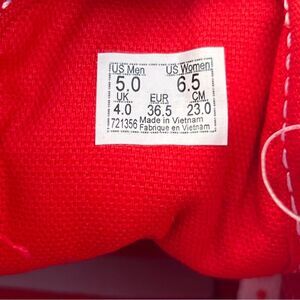 US Men US Women
5.0 6.5
UK EUR CM
4.0 36.5 23.0
721356 Made in Vietnam
Fabrique en Vietnam